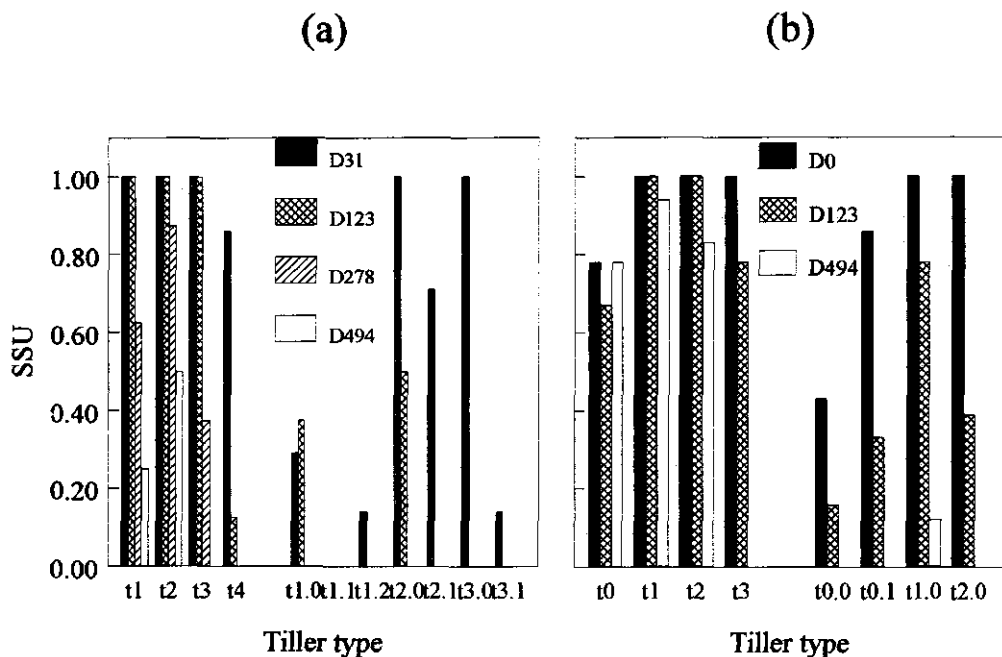 (a)
(b)
D31
D123
D278
D494
D0
D123
D494
1.00
0.80
0.60
0.40
0.20
0.00
SSU
t1 t2 t3 t4 t1.0 t1.1 t1.2 t2.0 t2.1 t3.0 t3.1
t0 t1 t2 t3 t0.0 t0.1 t1.0 t2.0
Tiller type
Tiller type